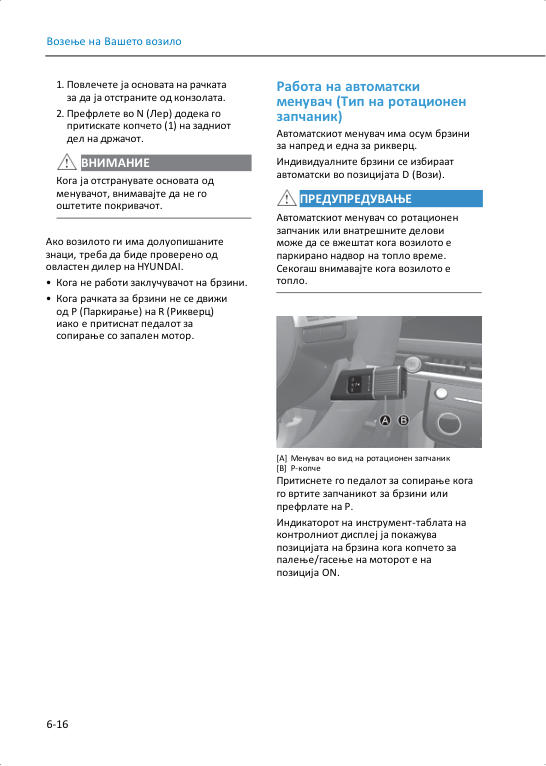 Возење на Вашето возило
1. Повлечете ја основата на рачката
за да ја отстраните од конзолата.
2. Префрлете во N (Лер) додека го
притискате копчето (1) на задниот
дел на држачот.
ВНИМАНИЕ
Кога ја отстранувате основата од
менувачот, внимавајте да не го
оштетите покривачот.
Ако возилото ги има долуопишаните
знаци, треба да биде проверено од
овластен дилер на HYUNDAI.
• Кога не работи заклучувачот на брзини.
• Кога рачката за брзини не се движи
од P (Паркирање) на R (Рикверц)
иако е притиснат педалот за
сопирање со запален мотор.
Работа на автоматски
менувач (Тип на ротационен
запчаник)
Автоматскиот менувач има осум брзини
за напред и една за рикверц.
Индивидуалните брзини се избираат
автоматски во позицијата D (Вози).
ПРЕДУПРЕДУВАЊЕ
Автоматскиот менувач со ротационен
запчаник или внатрешните делови
може да се вжештат кога возилото е
паркирано надвор на топло време.
Секогаш внимавајте кога возилото е
топло.
A B
[A] Менувач во вид на ротационен запчаник
[B] P-копче
Притиснете го педалот за сопирање кога
го вртите запчаникот за брзини или
префрлате на P.
Индикаторот на инструмент-таблата на
контролниот дисплеј ја покажува
позицијата на брзина кога копчето за
палење/гасење на моторот е на
позиција ON.
6-16